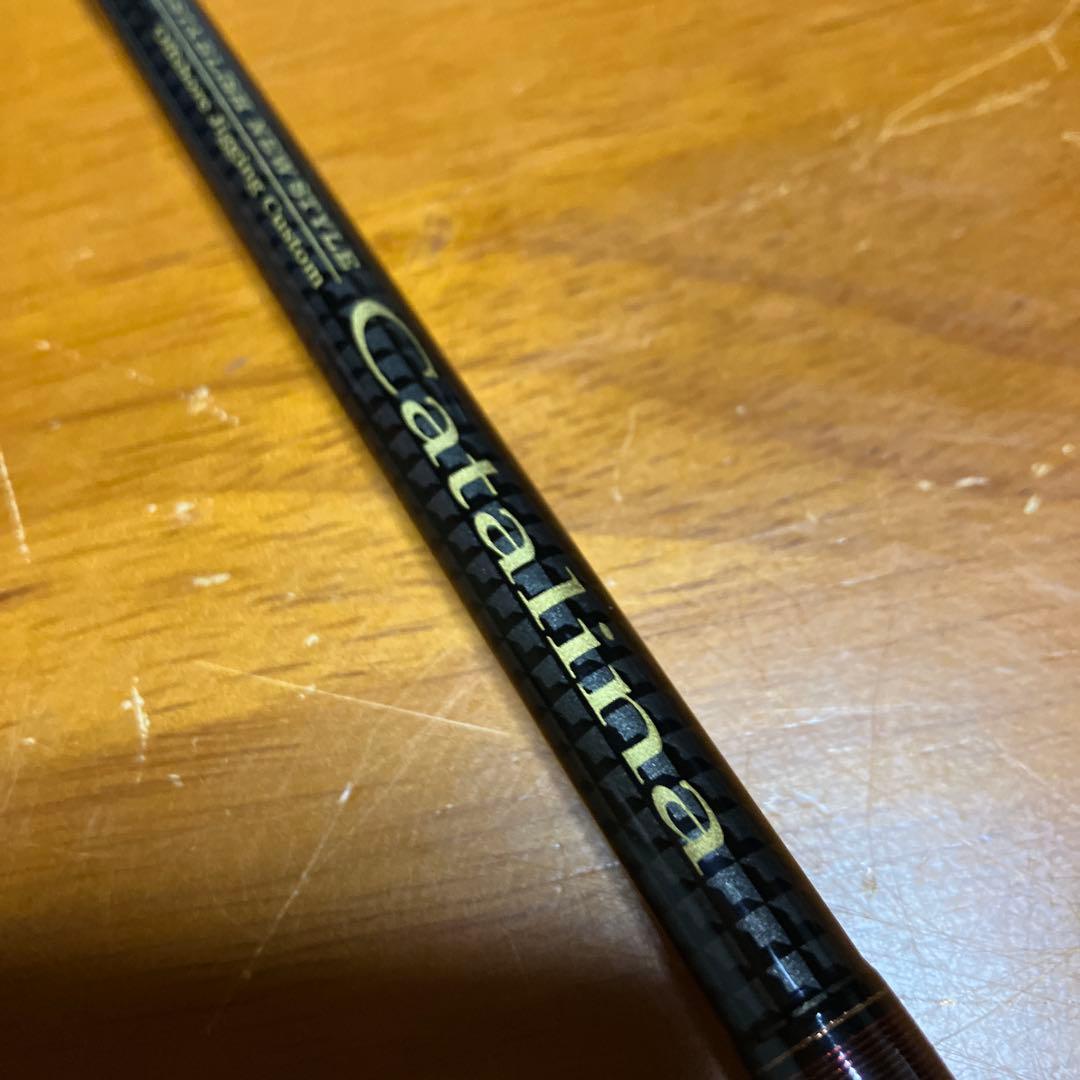 NEW STYLE
Offshore Jigging Custom
Catalina